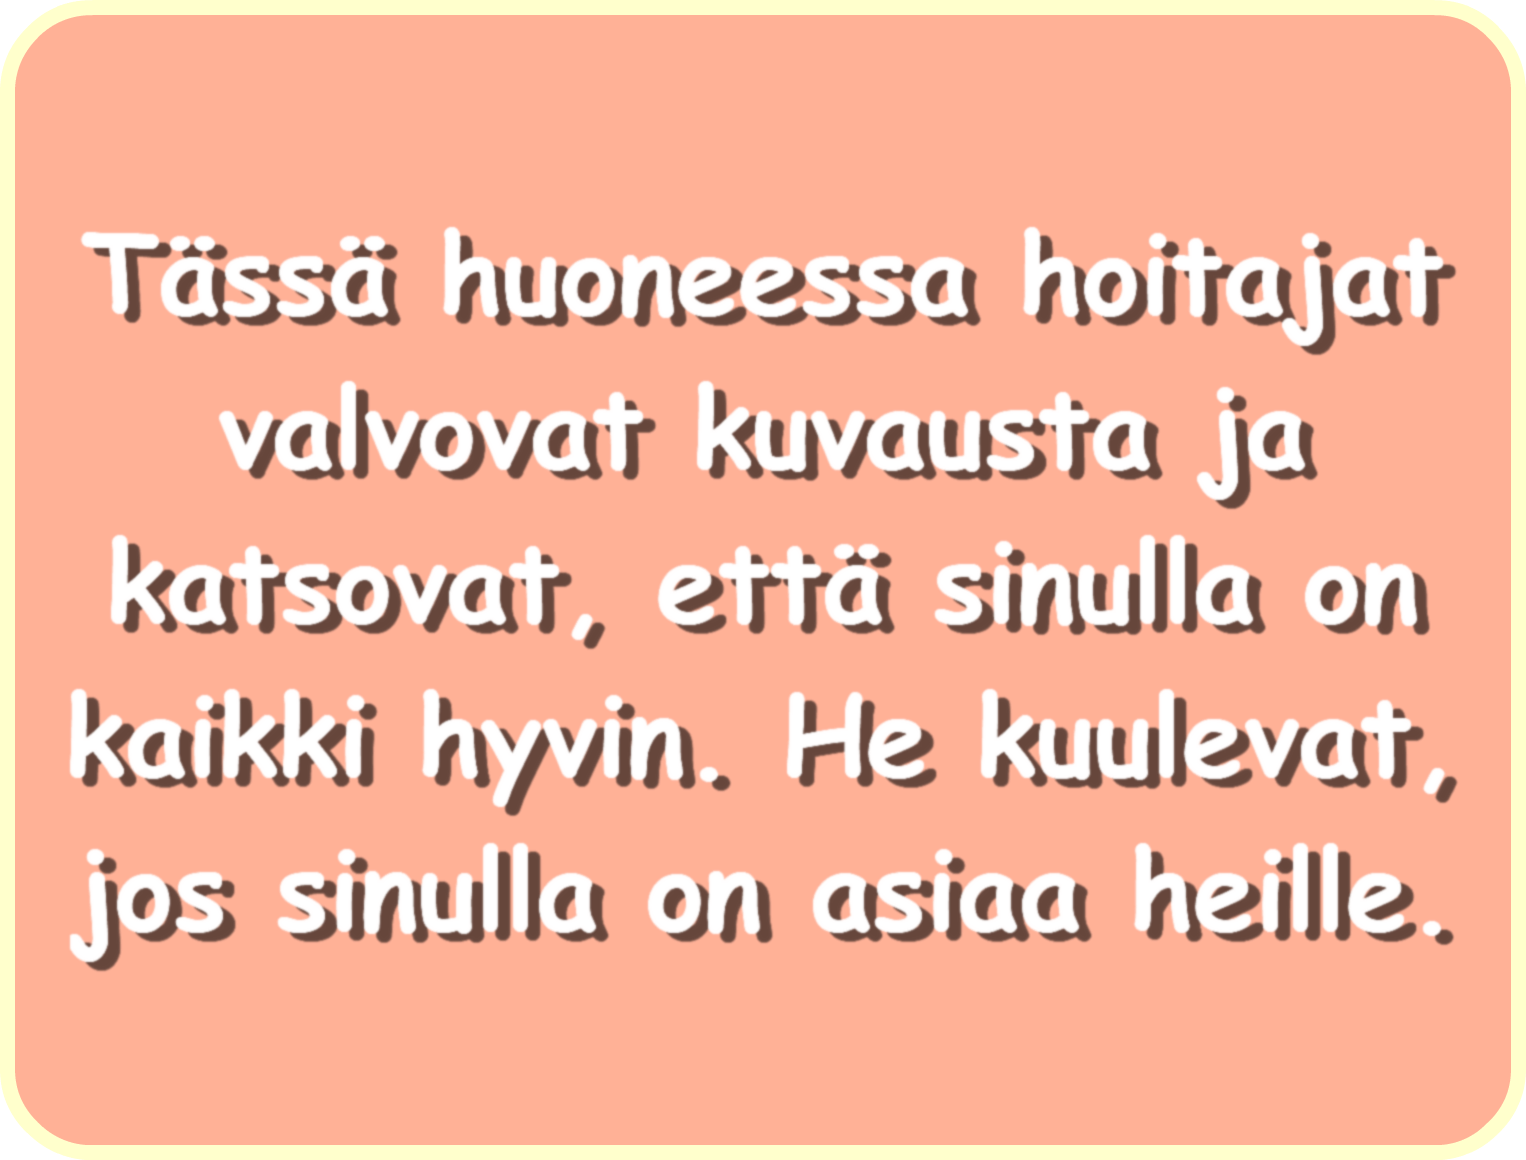 Tässä huoneessa hoitajat
valvovat kuvausta ja
katsovat, että sinulla on
kaikki hyvin. He kuulevat,
jos sinulla on asiaa heille.